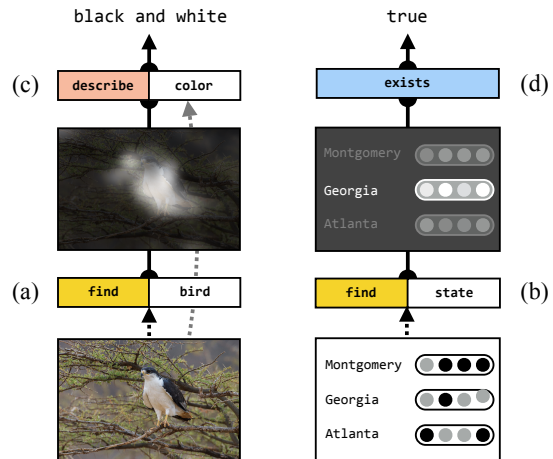 black and white
true
(c)
describe color
exists
(d)
Montgomery
Georgia
Atlanta
(a)
find bird
find state
(b)
Montgomery
Georgia
Atlanta